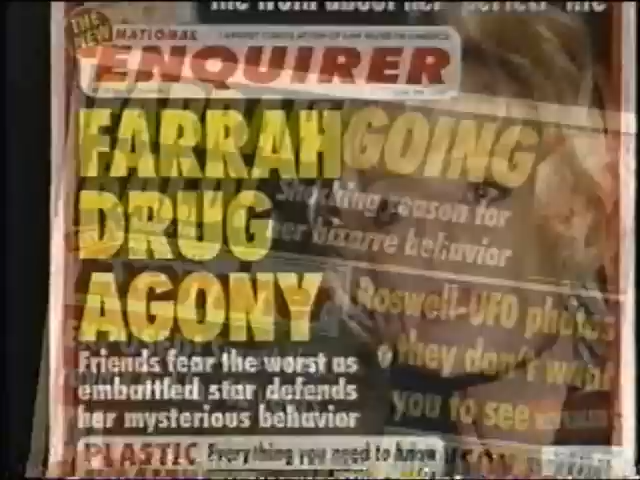 THE NEW
NATIONAL
ENQUIRER
FARRAH GOING
DRUG
AGONY
Shocking reason for
her bizarre behavior
Roswell-UFO photos
they don't want
you to see
Friends fear the worst as
embattled star defends
her mysterious behavior
PLASTIC Everything you need to know